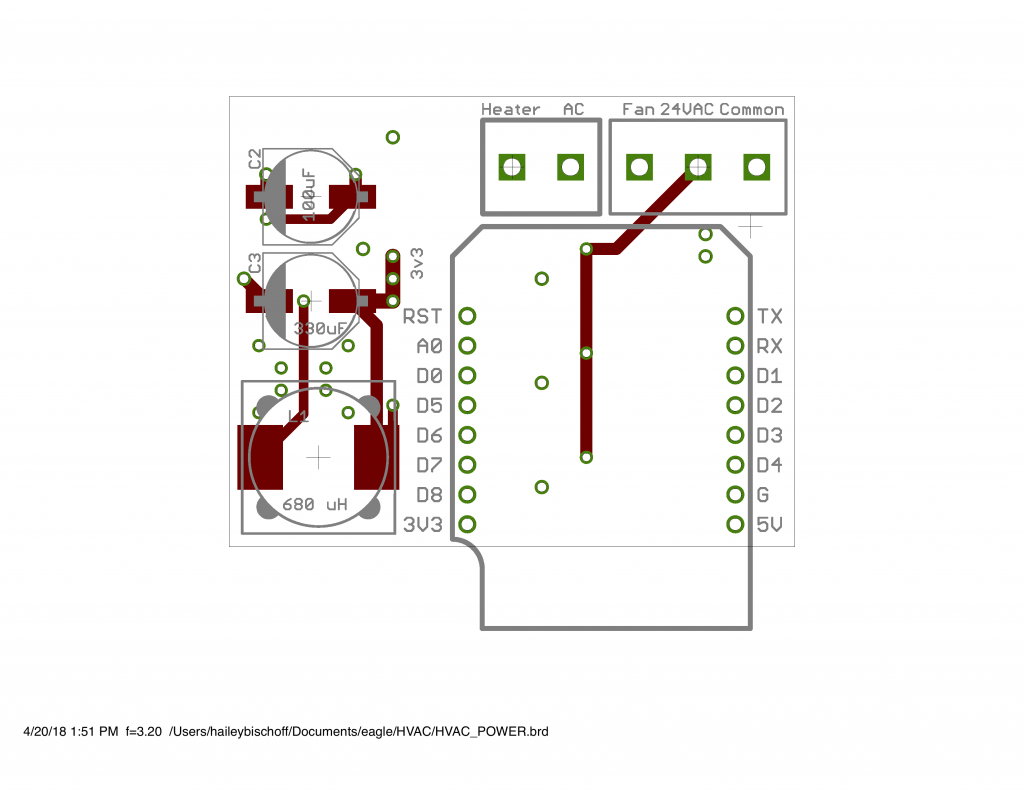 Heater AC Fan 24VAC Common
C2
100uF
C3
3v3
330uF
RST TX
A0 RX
D0 D1
D5 D2
L1
D6 D3
D7 D4
D8 G
680 uH
3V3 5V
4/20/18 1:51 PM f=3.20 /Users/haileybischoff/Documents/eagle/HVAC/HVAC_POWER.brd